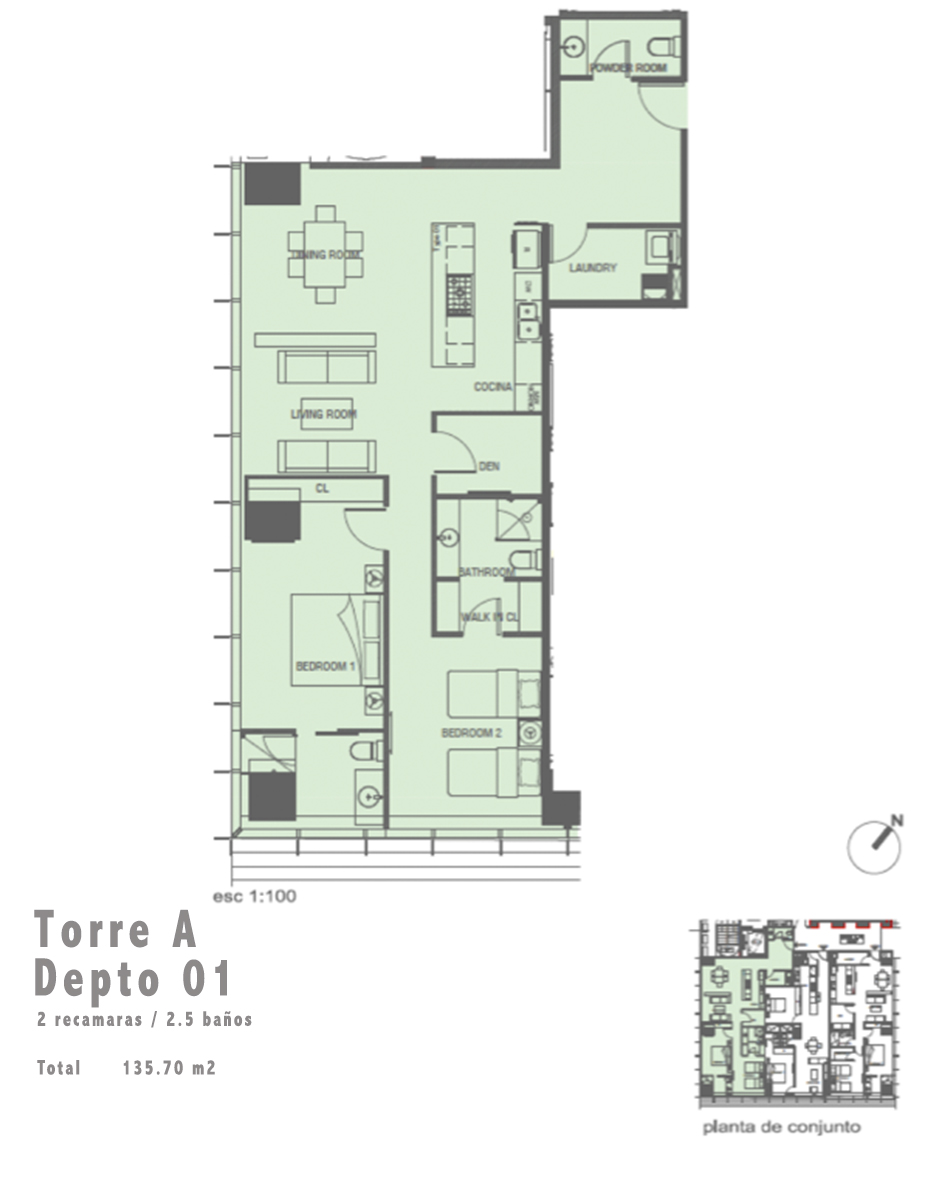 POWDER ROOM
DINING ROOM
LAUNDRY
COCINA
LIVING ROOM
DEN
CL
BATHROOM
WALK IN CL
BEDROOM 1
BEDROOM 2
esc 1:100
N
Torre A
Depto 01
2 recamaras / 2.5 baños
Total 135.70 m2
planta de conjunto